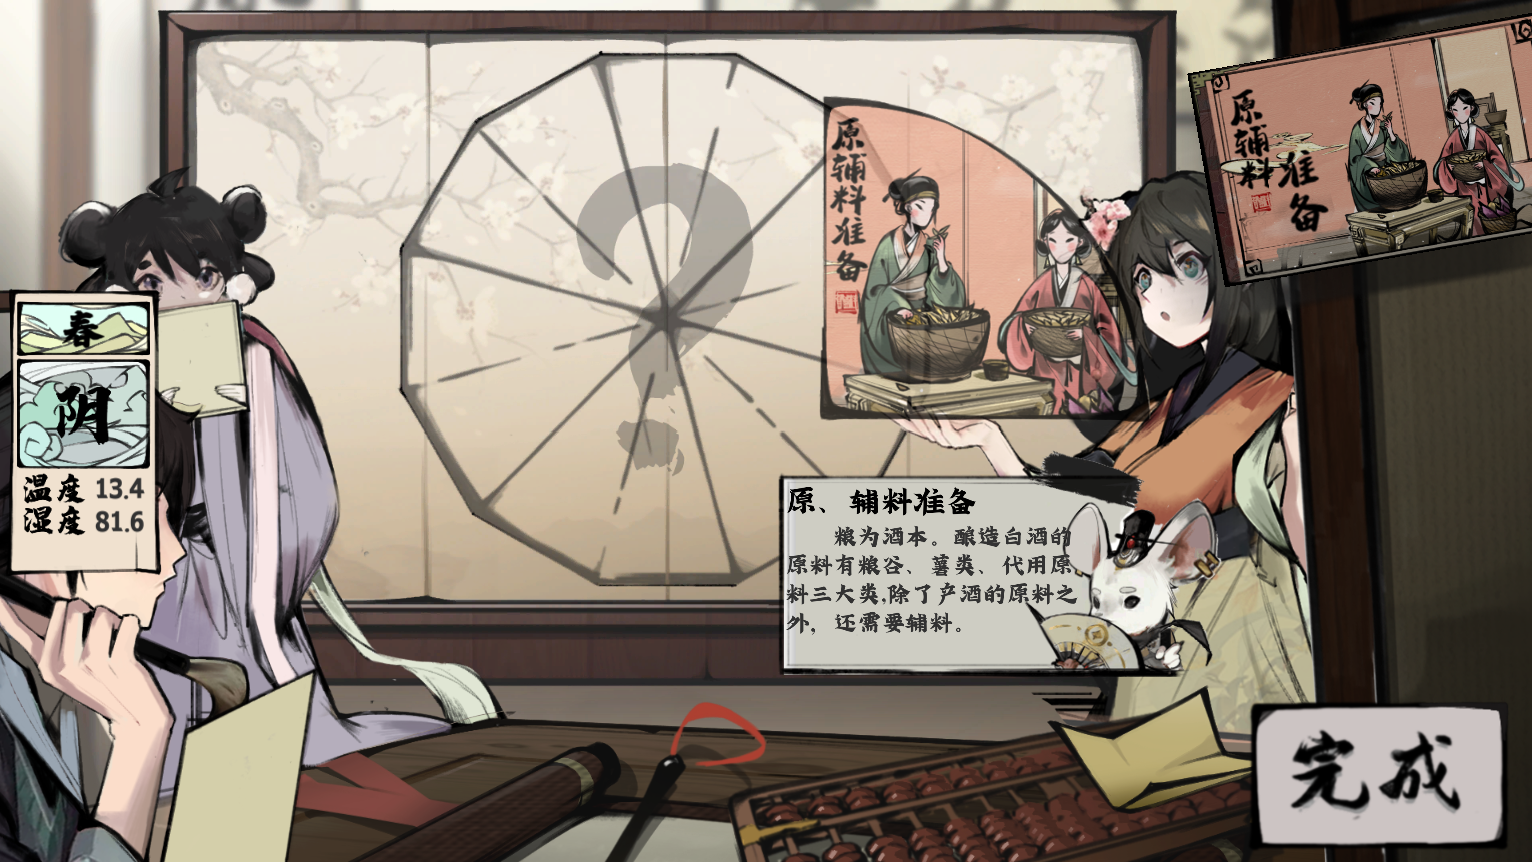 春
阴
温度 13.4
湿度 81.6
原辅料准备
原辅料
准备
原、辅料准备
粮为酒本。酿造白酒的
原料有粮谷、薯类、代用原
料三大类,除了产酒的原料之
外，还需要辅料。
完成